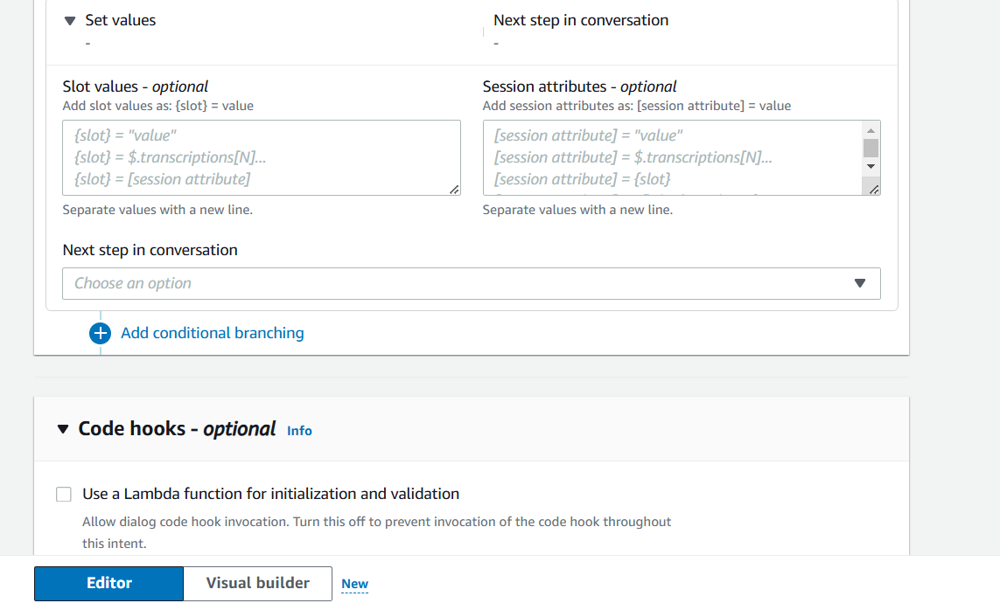 Set values
-
Next step in conversation
-
Slot values - optional
Add slot values as: {slot} = value
{slot} = "value"
{slot} = $.transcriptions[N]...
{slot} = [session attribute]
Separate values with a new line.
Session attributes - optional
Add session attributes as: [session attribute] = value
[session attribute] = "value"
[session attribute] = $.transcriptions[N]...
[session attribute] = {slot}
Separate values with a new line.
Next step in conversation
Choose an option
Add conditional branching
Code hooks - optional Info
Use a Lambda function for initialization and validation
Allow dialog code hook invocation. Turn this off to prevent invocation of the code hook throughout
this intent.
Editor
Visual builder
New